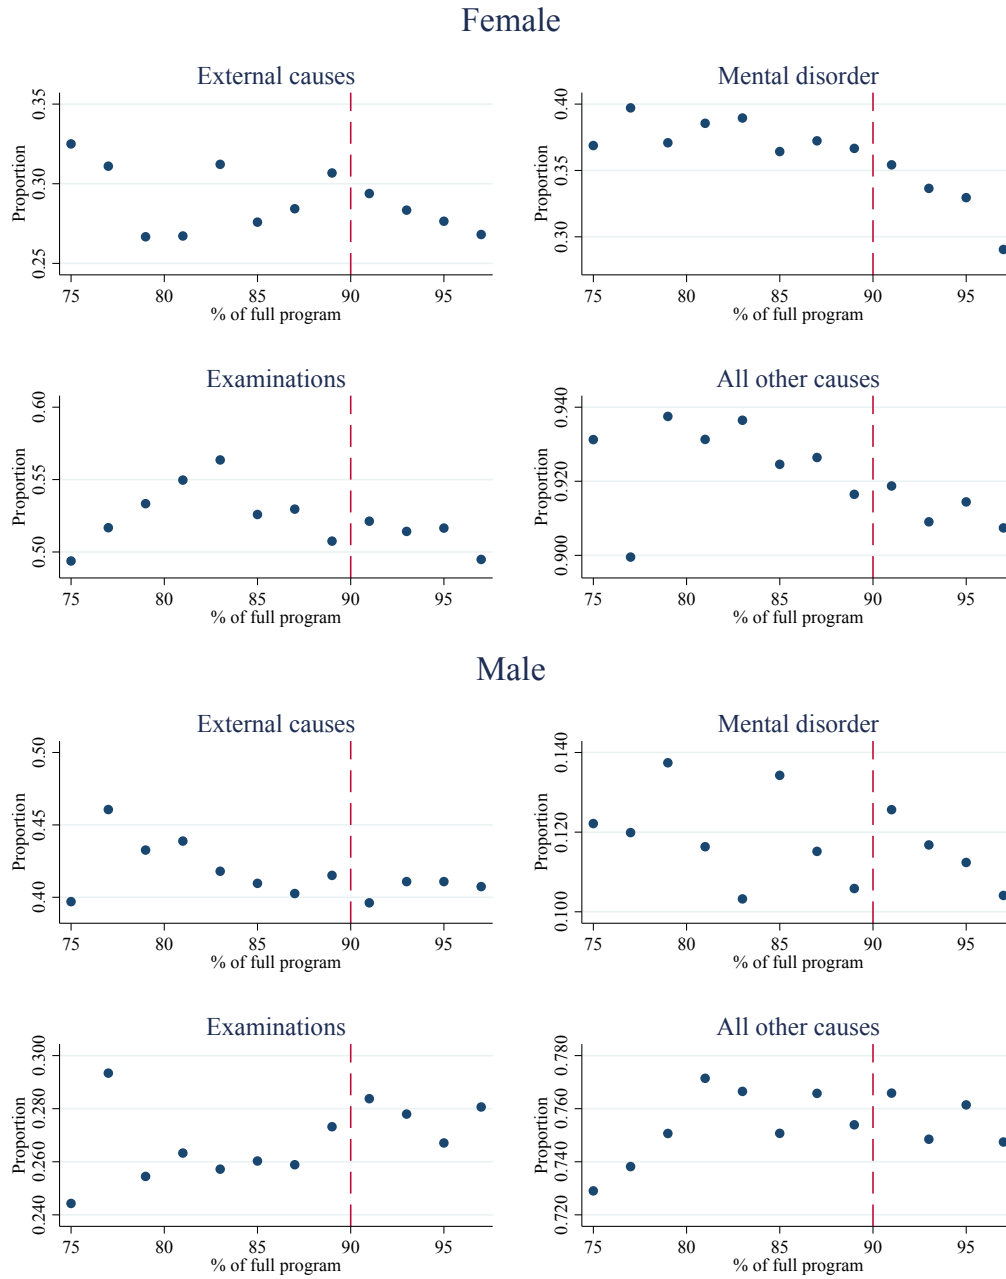 Female
External causes
Mental disorder
Proportion
0.35
0.30
0.25
75 80 85 90 95
% of full program
Proportion
0.40
0.35
0.30
75 80 85 90 95
% of full program
Examinations
All other causes
Proportion
0.60
0.55
0.50
75 80 85 90 95
% of full program
Proportion
0.940
0.920
0.900
75 80 85 90 95
% of full program
Male
External causes
Mental disorder
Proportion
0.50
0.45
0.40
75 80 85 90 95
% of full program
Proportion
0.140
0.120
0.100
75 80 85 90 95
% of full program
Examinations
All other causes
Proportion
0.300
0.280
0.260
0.240
75 80 85 90 95
% of full program
Proportion
0.780
0.760
0.740
0.720
75 80 85 90 95
% of full program